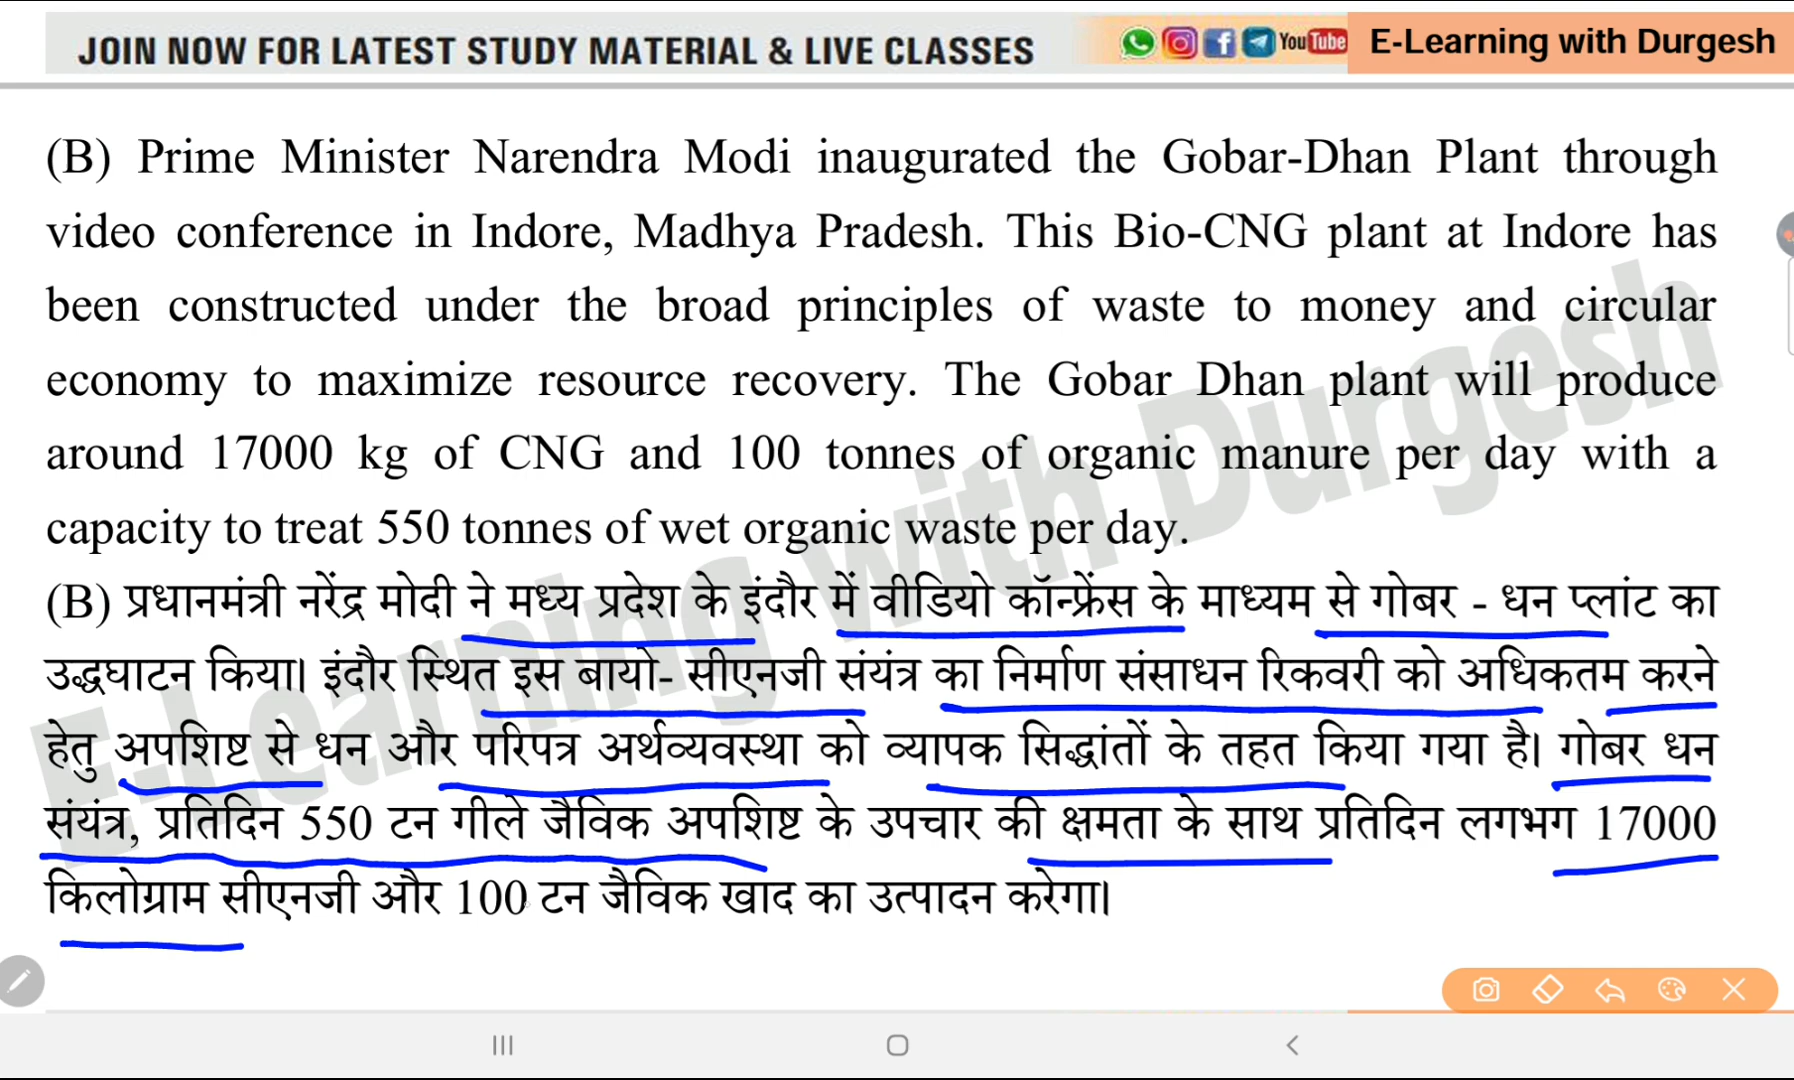 JOIN NOW FOR LATEST STUDY MATERIAL & LIVE CLASSES
YouTube
E-Learning with Durgesh
(B) Prime Minister Narendra Modi inaugurated the Gobar-Dhan Plant through
video conference in Indore, Madhya Pradesh. This Bio-CNG plant at Indore has
been constructed under the broad principles of waste to money and circular
economy to maximize resource recovery. The Gobar Dhan plant will produce
around 17000 kg of CNG and 100 tonnes of organic manure per day with a
capacity to treat 550 tonnes of wet organic waste per day.
(B) प्रधानमंत्री नरेंद्र मोदी ने मध्य प्रदेश के इंदौर में वीडियो कॉन्फ्रेंस के माध्यम से गोबर - धन प्लांट का
उद्धघाटन किया। इंदौर स्थित इस बायो- सीएनजी संयंत्र का निर्माण संसाधन रिकवरी को अधिकतम करने
हेतु अपशिष्ट से धन और परिपत्र अर्थव्यवस्था को व्यापक सिद्धांतों के तहत किया गया है। गोबर धन
संयंत्र, प्रतिदिन 550 टन गीले जैविक अपशिष्ट के उपचार की क्षमता के साथ प्रतिदिन लगभग 17000
किलोग्राम सीएनजी और 100 टन जैविक खाद का उत्पादन करेगा।
E-Learning with Durgesh